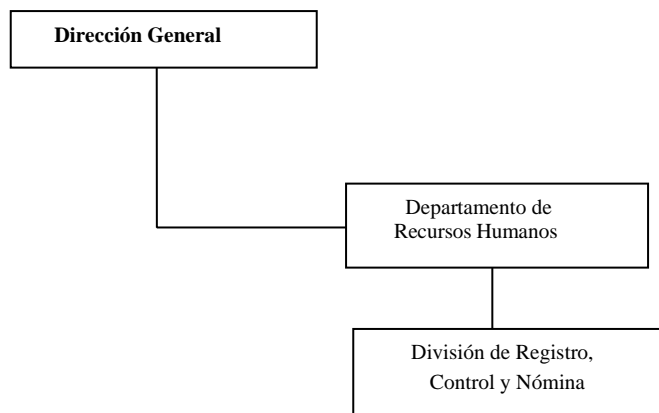 Dirección General
Departamento de
Recursos Humanos
División de Registro,
Control y Nómina